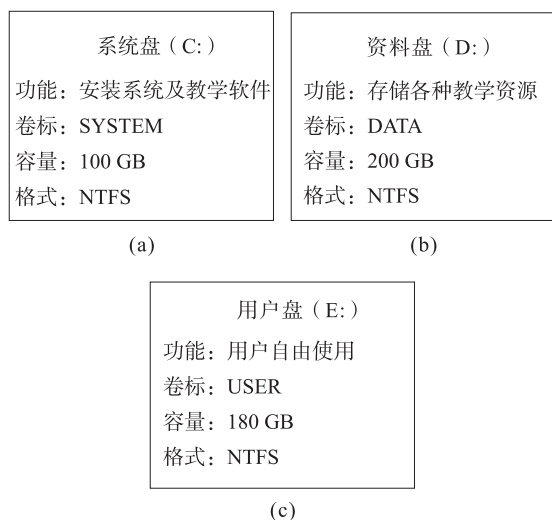 系统盘（C:）
功能：安装系统及教学软件
卷标：SYSTEM
容量：100 GB
格式：NTFS
(a)
资料盘（D:）
功能：存储各种教学资源
卷标：DATA
容量：200 GB
格式：NTFS
(b)
用户盘（E:）
功能：用户自由使用
卷标：USER
容量：180 GB
格式：NTFS
(c)